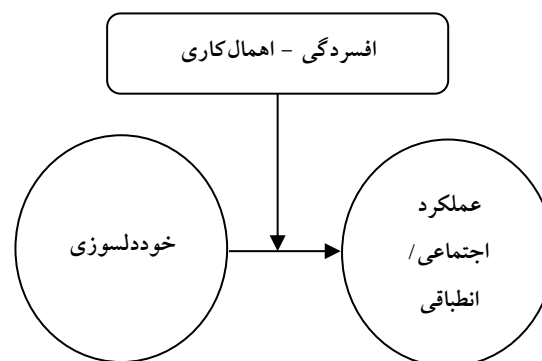 افسردگی – اهمال‌کاری
خوددلسوزی
عملکرد
اجتماعی/
انطباقی